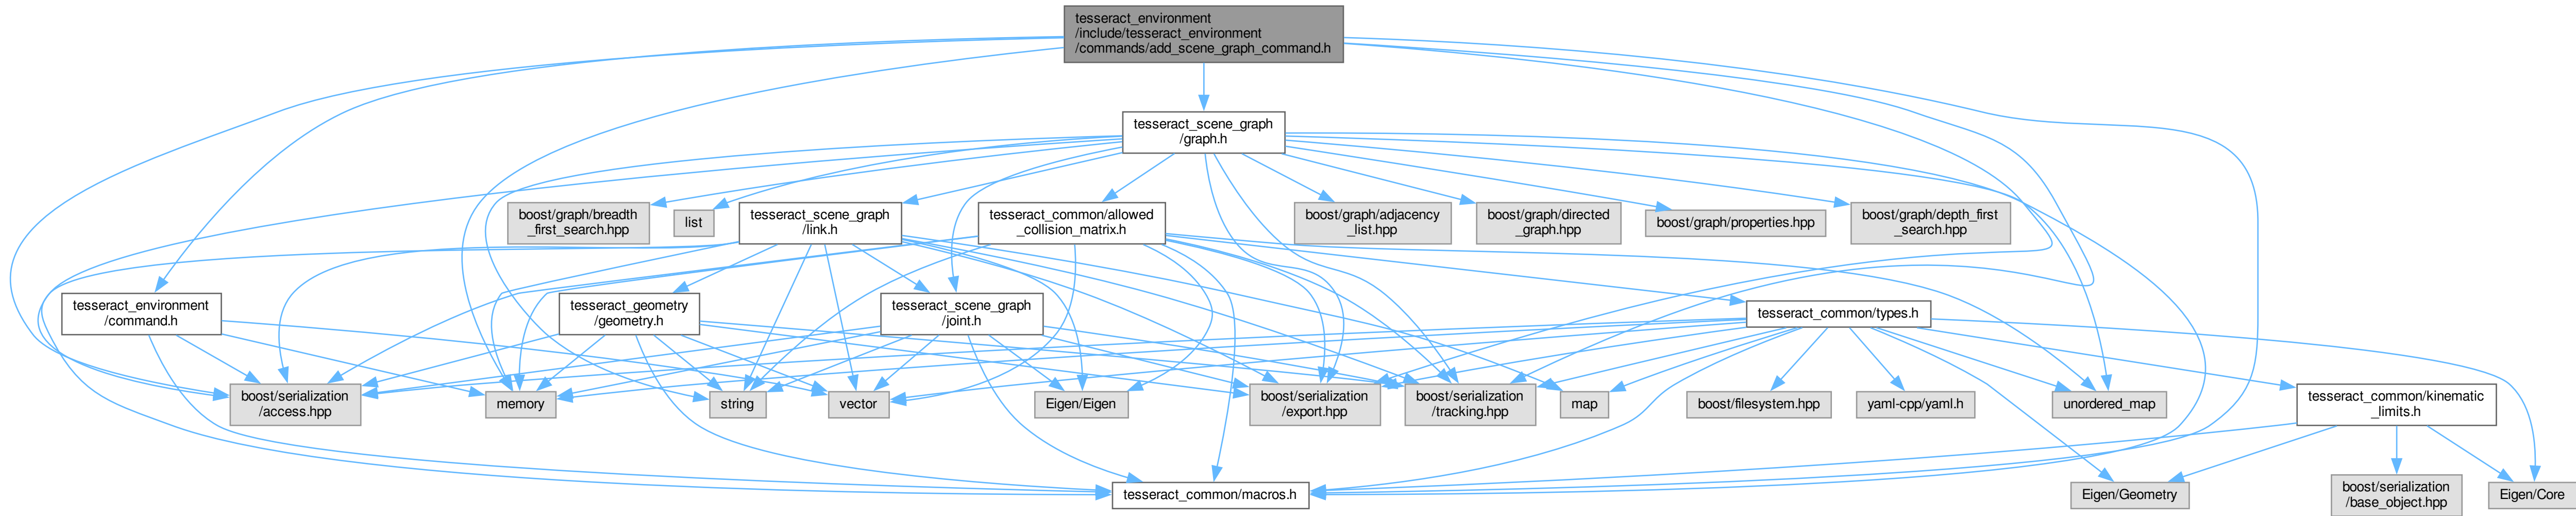 tesseract_environment
/include/tesseract_environment
/commands/add_scene_graph_command.h
tesseract_scene_graph
/graph.h
boost/graph/breadth
_first_search.hpp
list
tesseract_scene_graph
/link.h
tesseract_common/allowed
_collision_matrix.h
boost/graph/adjacency
_list.hpp
boost/graph/directed
_graph.hpp
boost/graph/properties.hpp
boost/graph/depth_first
_search.hpp
tesseract_environment
/command.h
tesseract_geometry
/geometry.h
tesseract_scene_graph
/joint.h
tesseract_common/types.h
boost/serialization
/access.hpp
memory
string
vector
Eigen/Eigen
boost/serialization
/export.hpp
boost/serialization
/tracking.hpp
map
boost/filesystem.hpp
yaml-cpp/yaml.h
unordered_map
tesseract_common/kinematic
_limits.h
tesseract_common/macros.h
Eigen/Geometry
boost/serialization
/base_object.hpp
Eigen/Core